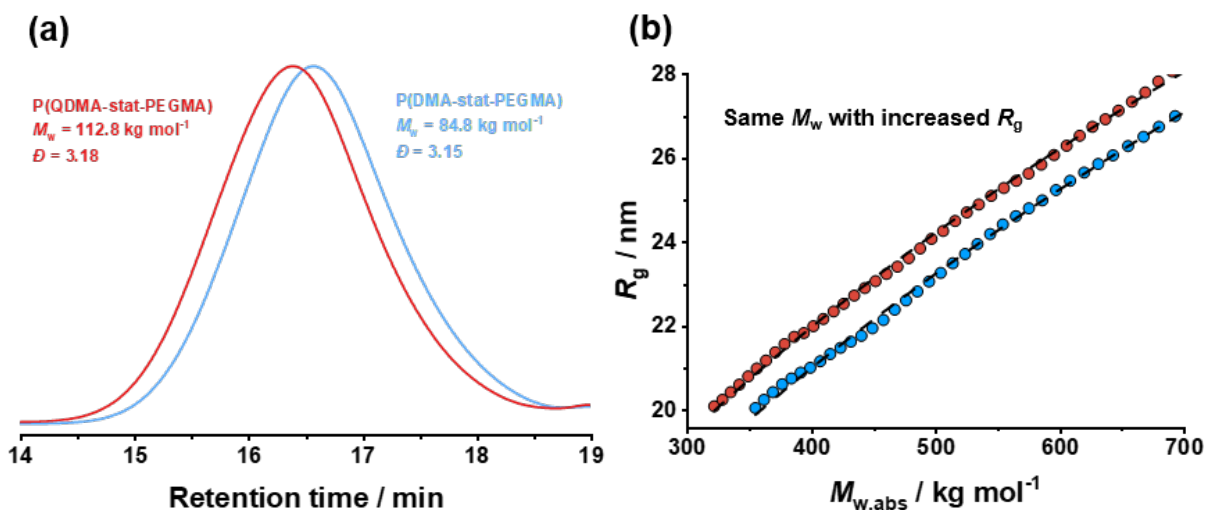 (a)
P(QDMA-stat-PEGMA)
Mw = 112.8 kg mol-1
Đ = 3.18
P(DMA-stat-PEGMA)
Mw = 84.8 kg mol-1
Đ = 3.15
14 15 16 17 18 19
Retention time / min
(b)
Same Mw with increased Rg
28
26
24
22
20
Rg / nm
300 400 500 600 700
Mw,abs / kg mol-1